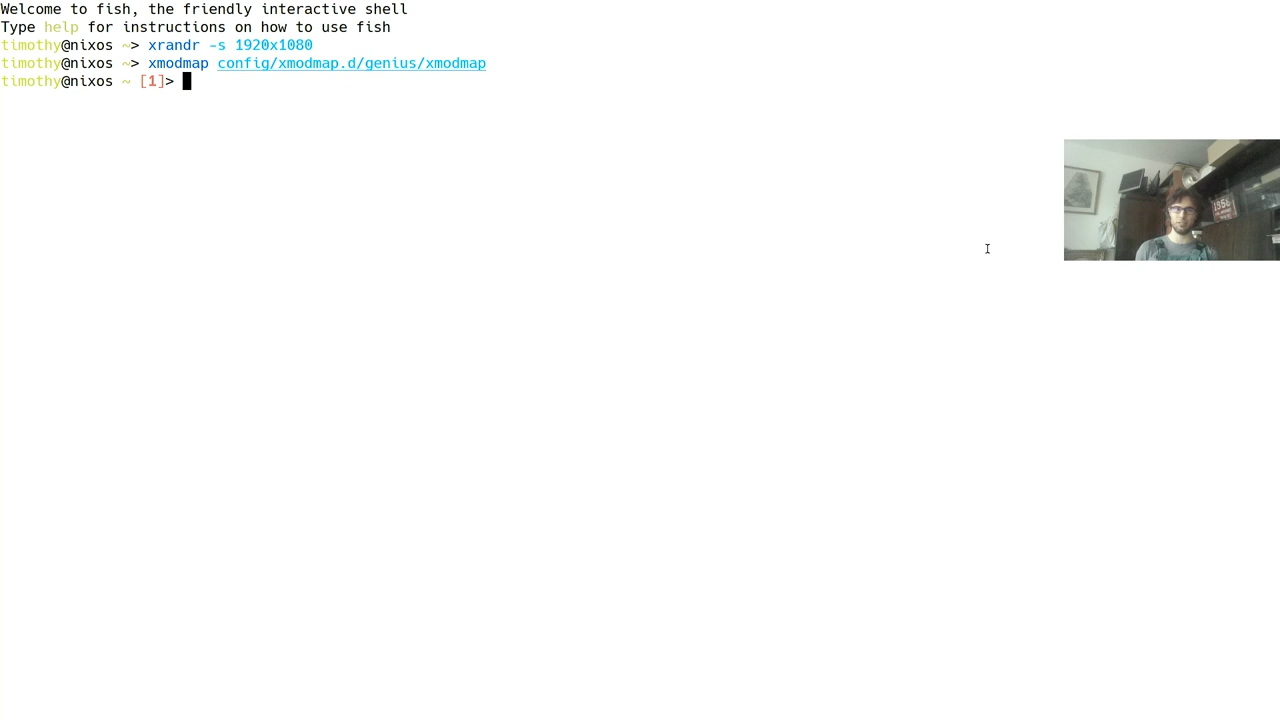 Welcome to fish, the friendly interactive shell
Type help for instructions on how to use fish
timothy@nixos ~> xrandr -s 1920x1080
timothy@nixos ~> xmodmap config/xmodmap.d/genius/xmodmap
timothy@nixos ~ [1]>
1956